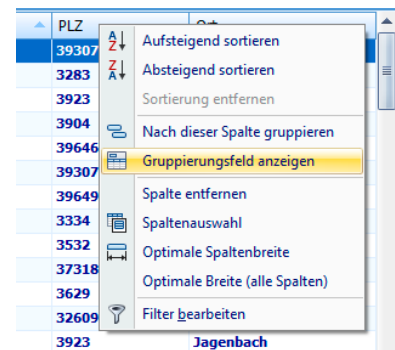 PLZ
39307
3283
3923
3904
39646
39307
39649
3334
3532
37318
3629
32609
3923 Jagenbach
Aufsteigend sortieren
Absteigend sortieren
Sortierung entfernen
Nach dieser Spalte gruppieren
Gruppierungsfeld anzeigen
Spalte entfernen
Spaltenauswahl
Optimale Spaltenbreite
Optimale Breite (alle Spalten)
Filter bearbeiten